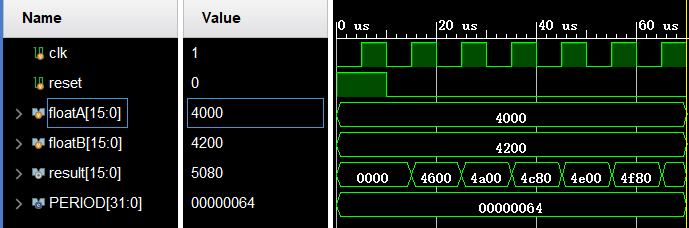 Name Value 0 us 20 us 40 us 60 us
clk 1
reset 0
floatA[15:0] 4000 4000
floatB[15:0] 4200 4200
result[15:0] 5080 0000 4600 4a00 4c80 4e00 4f80
PERIOD[31:0] 00000064 00000064